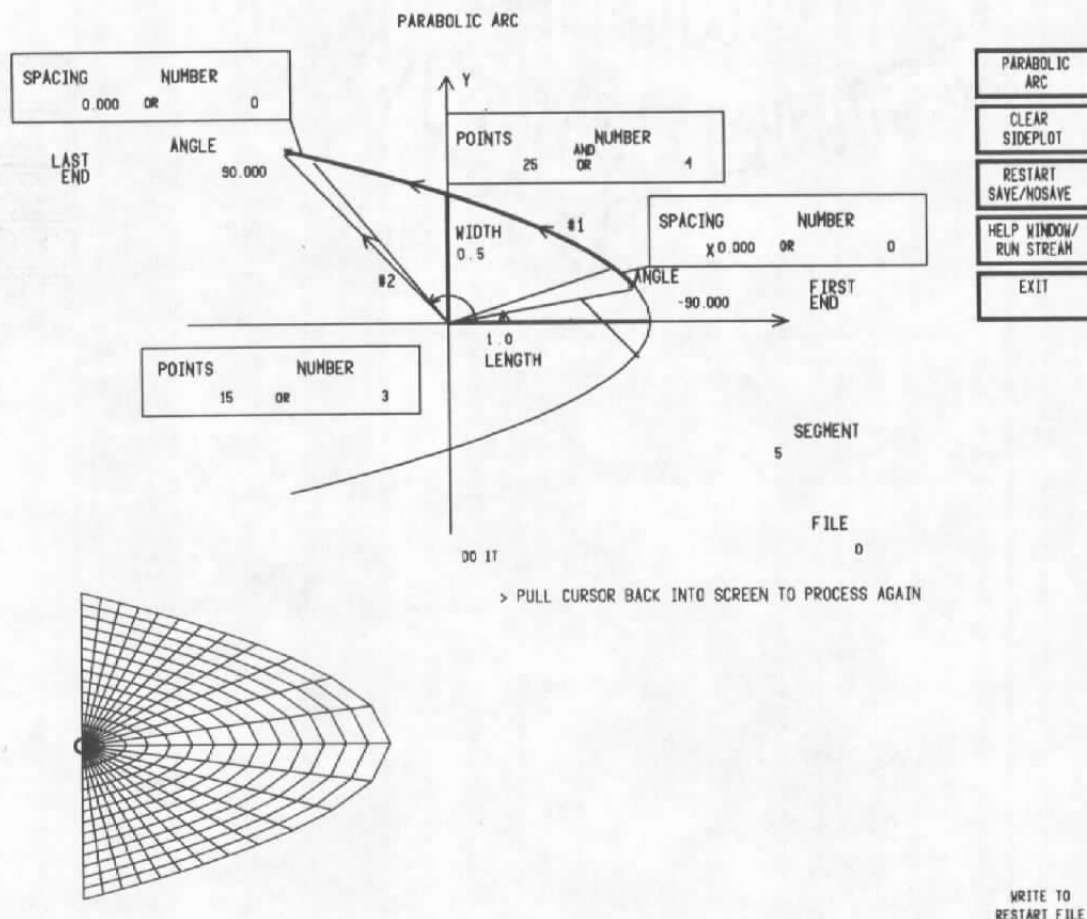 PARABOLIC ARC
SPACING NUMBER
0.000 OR 0
LAST
END
ANGLE
90.000
Y
POINTS NUMBER
AND
25 OR 4
WIDTH
0.5
#1
#2
SPACING NUMBER
X 0.000 OR 0
ANGLE
-90.000
FIRST
END
1.0
LENGTH
POINTS NUMBER
15 OR 3
SEGMENT
5
FILE
0
DO IT
> PULL CURSOR BACK INTO SCREEN TO PROCESS AGAIN
PARABOLIC
ARC
CLEAR
SIDEPLOT
RESTART
SAVE/NOSAVE
HELP WINDOW/
RUN STREAM
EXIT
WRITE TO
RESTART FILE